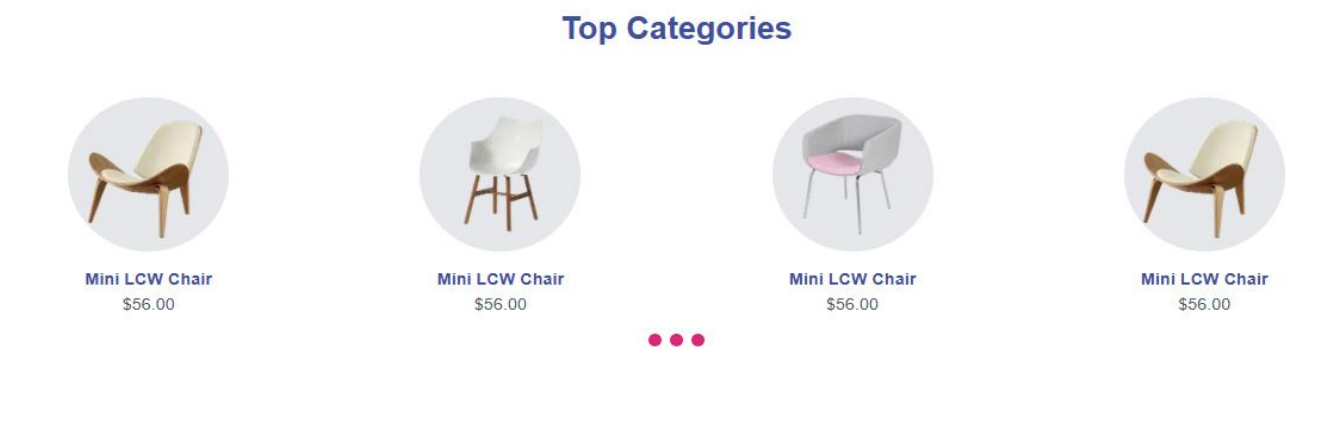 Top Categories
Mini LCW Chair Mini LCW Chair Mini LCW Chair Mini LCW Chair
$56.00 $56.00 $56.00 $56.00